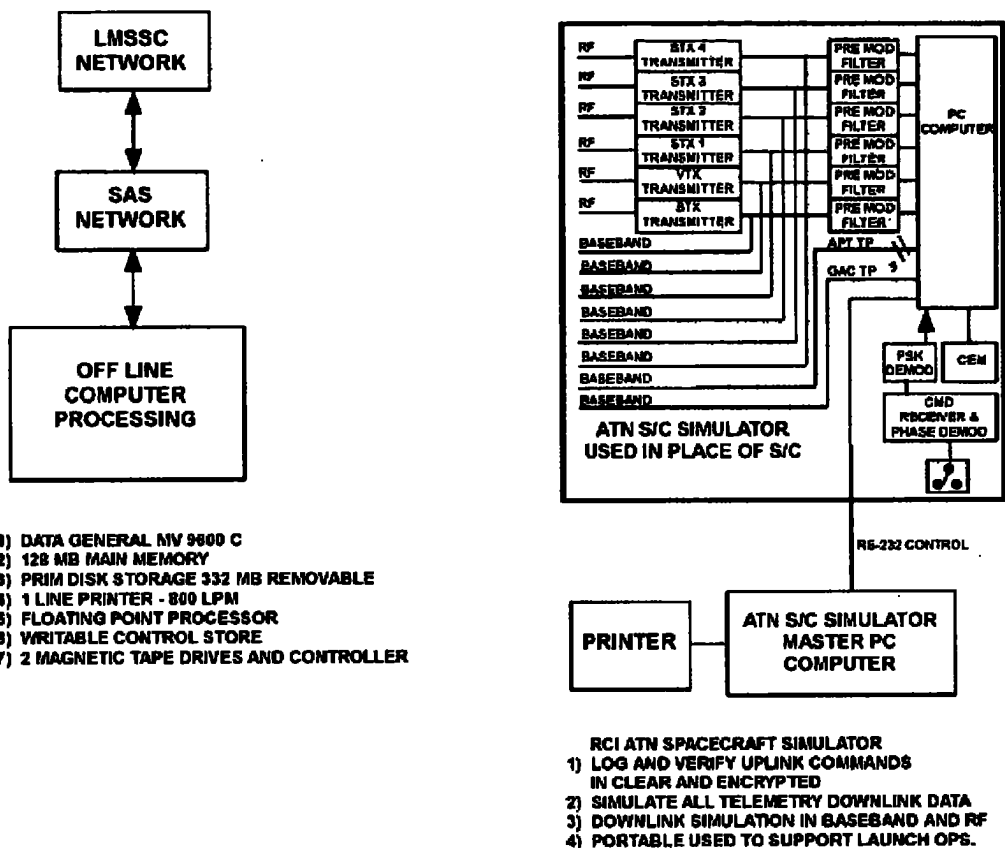 LMSSC
NETWORK
SAS
NETWORK
OFF LINE
COMPUTER
PROCESSING
1) DATA GENERAL MV 9600 C
2) 128 MB MAIN MEMORY
3) PRIM DISK STORAGE 332 MB REMOVABLE
4) 1 LINE PRINTER - 800 LPM
5) FLOATING POINT PROCESSOR
6) WRITABLE CONTROL STORE
7) 2 MAGNETIC TAPE DRIVES AND CONTROLLER
RF
STX 4
TRANSMITTER
PRE MOD
FILTER
RF
STX 3
TRANSMITTER
PRE MOD
FILTER
RF
STX 2
TRANSMITTER
PRE MOD
FILTER
RF
STX 1
TRANSMITTER
PRE MOD
FILTER
RF
VTX
TRANSMITTER
PRE MOD
FILTER
RF
BTX
TRANSMITTER
PRE MOD
FILTER
PC
COMPUTER
BASEBAND
BASEBAND
BASEBAND
BASEBAND
BASEBAND
BASEBAND
BASEBAND
BASEBAND
APT TP
GAC TP
PSK
DEMOD
CEM
CMD
RECEIVER &
PHASE DEMOD
ATN S/C SIMULATOR
USED IN PLACE OF S/C
RS-232 CONTROL
PRINTER
ATN S/C SIMULATOR
MASTER PC
COMPUTER
RCI ATN SPACECRAFT SIMULATOR
1) LOG AND VERIFY UPLINK COMMANDS
IN CLEAR AND ENCRYPTED
2) SIMULATE ALL TELEMETRY DOWNLINK DATA
3) DOWNLINK SIMULATION IN BASEBAND AND RF
4) PORTABLE USED TO SUPPORT LAUNCH OPS.